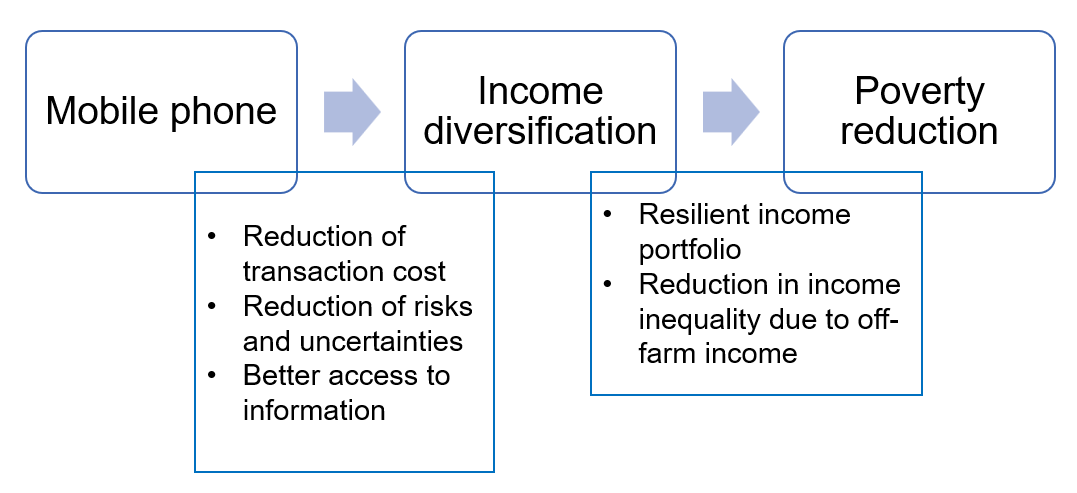 Mobile phone
Income
diversification
Poverty
reduction
• Reduction of
transaction cost
• Reduction of risks
and uncertainties
• Better access to
information
• Resilient income
portfolio
• Reduction in income
inequality due to off-
farm income